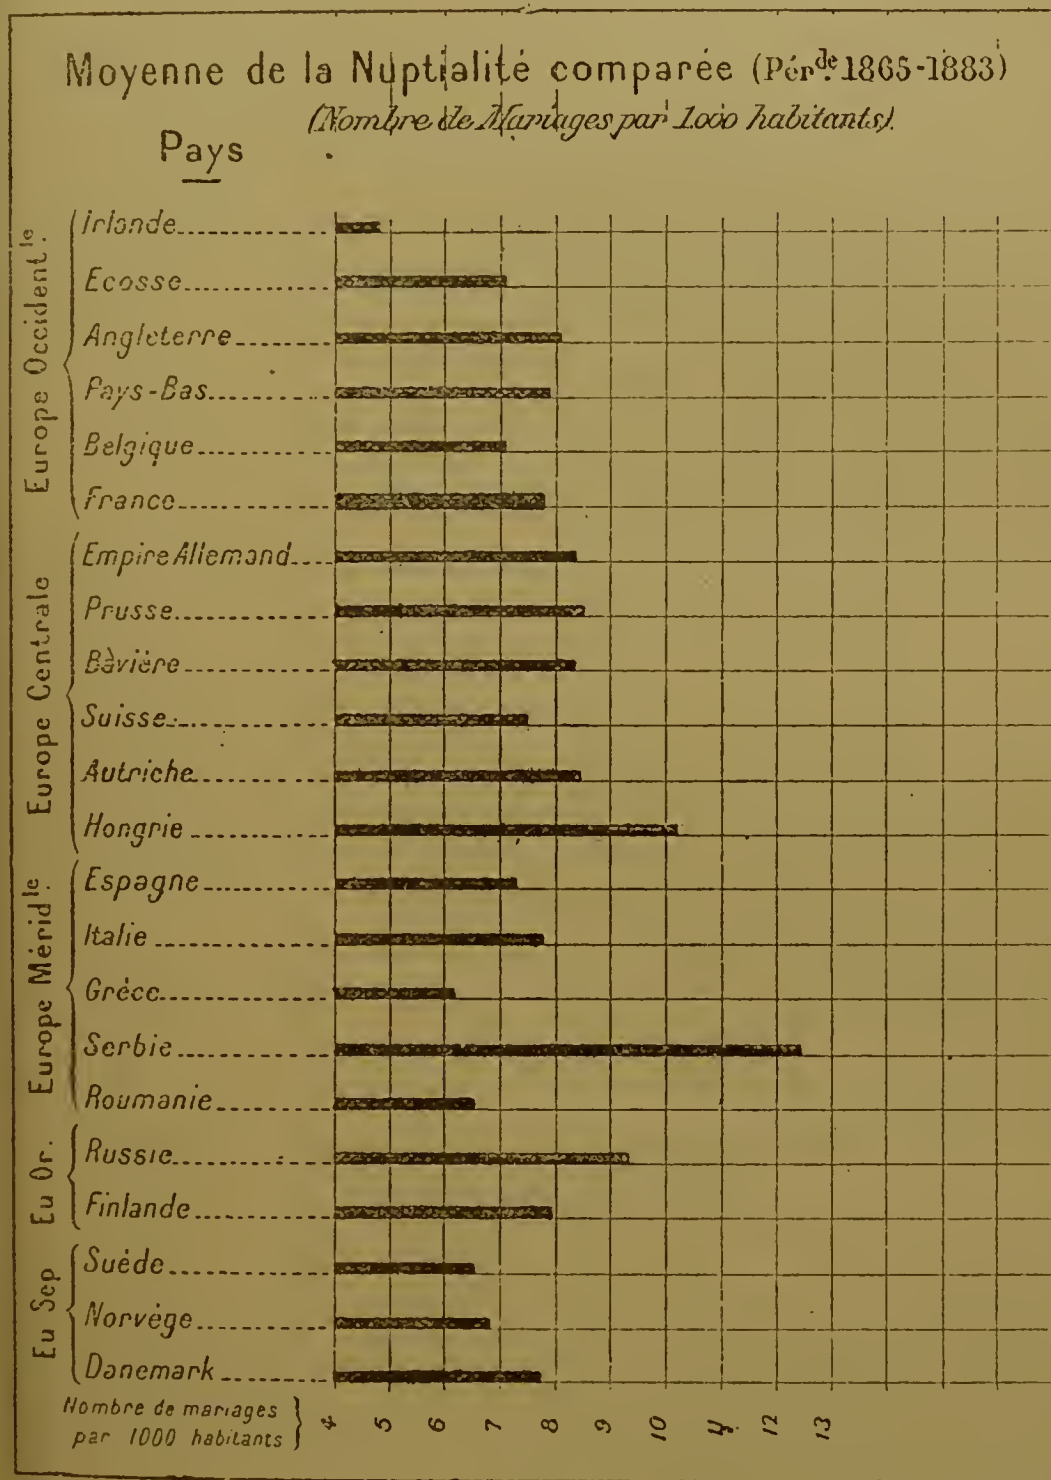 Moyenne de la Nuptialité comparée (Pér^de. 1865-1883)
(Nombre de Mariages par 1.000 habitants).
Pays
Europe Occident^le.
Irlande
Ecosse
Angleterre
Pays-Bas
Belgique
France
Europe Centrale
Empire Allemand
Prusse
Bavière
Suisse
Autriche
Hongrie
Europe Mérid^le.
Espagne
Italie
Grèce
Serbie
Roumanie
Eu Or.
Russie
Finlande
Eu Sep
Suède
Norvège
Danemark
Nombre de mariages
par 1000 habitants
4 5 6 7 8 9 10 11 12 13